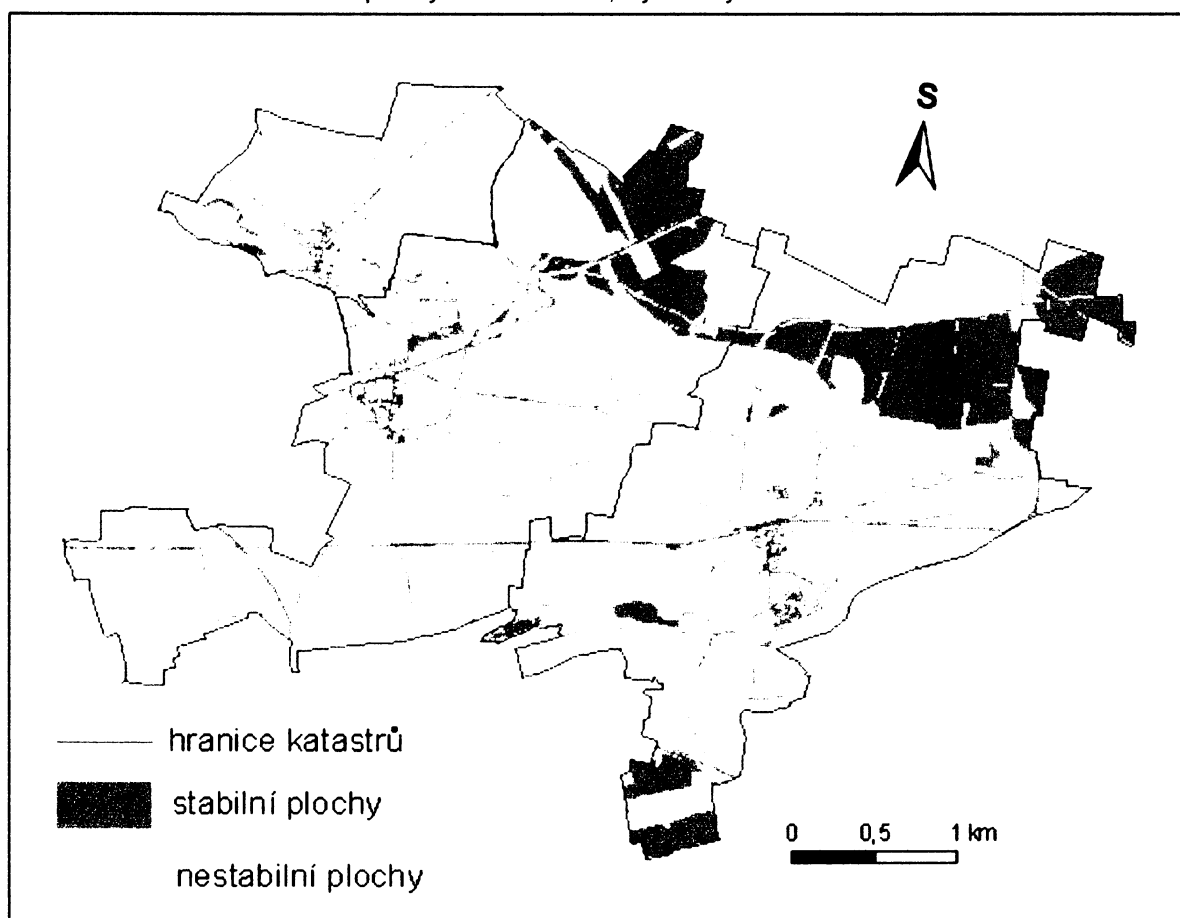 S
hranice katastrů
stabilní plochy
nestabilní plochy
0 0,5 1 km